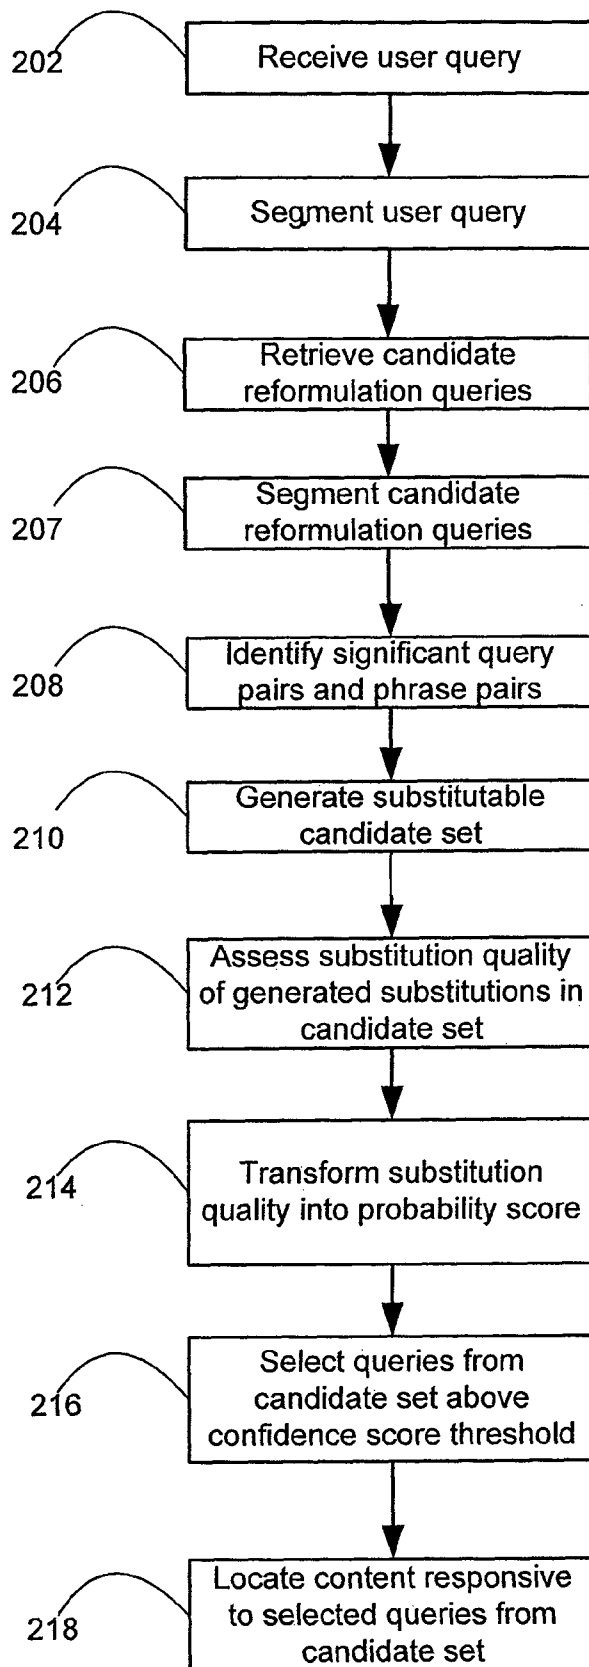 202
Receive user query
204
Segment user query
206
Retrieve candidate
reformulation queries
207
Segment candidate
reformulation queries
208
Identify significant query
pairs and phrase pairs
210
Generate substitutable
candidate set
212
Assess substitution quality
of generated substitutions in
candidate set
214
Transform substitution
quality into probability score
216
Select queries from
candidate set above
confidence score threshold
218
Locate content responsive
to selected queries from
candidate set